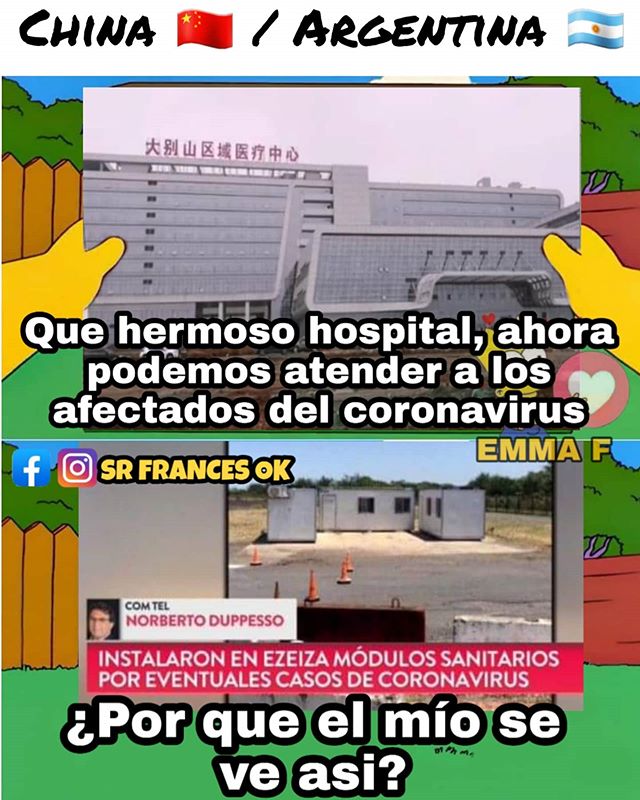 CHINA 🇨🇳 / ARGENTINA 🇦🇷
大别山区域医疗中心
Que hermoso hospital, ahora
podemos atender a los
afectados del coronavirus
EMMA F
SR FRANCES OK
COM TEL
NORBERTO DUPPESSO
INSTALARON EN EZEIZA MÓDULOS SANITARIOS
POR EVENTUALES CASOS DE CORONAVIRUS
¿Por que el mío se
ve asi?